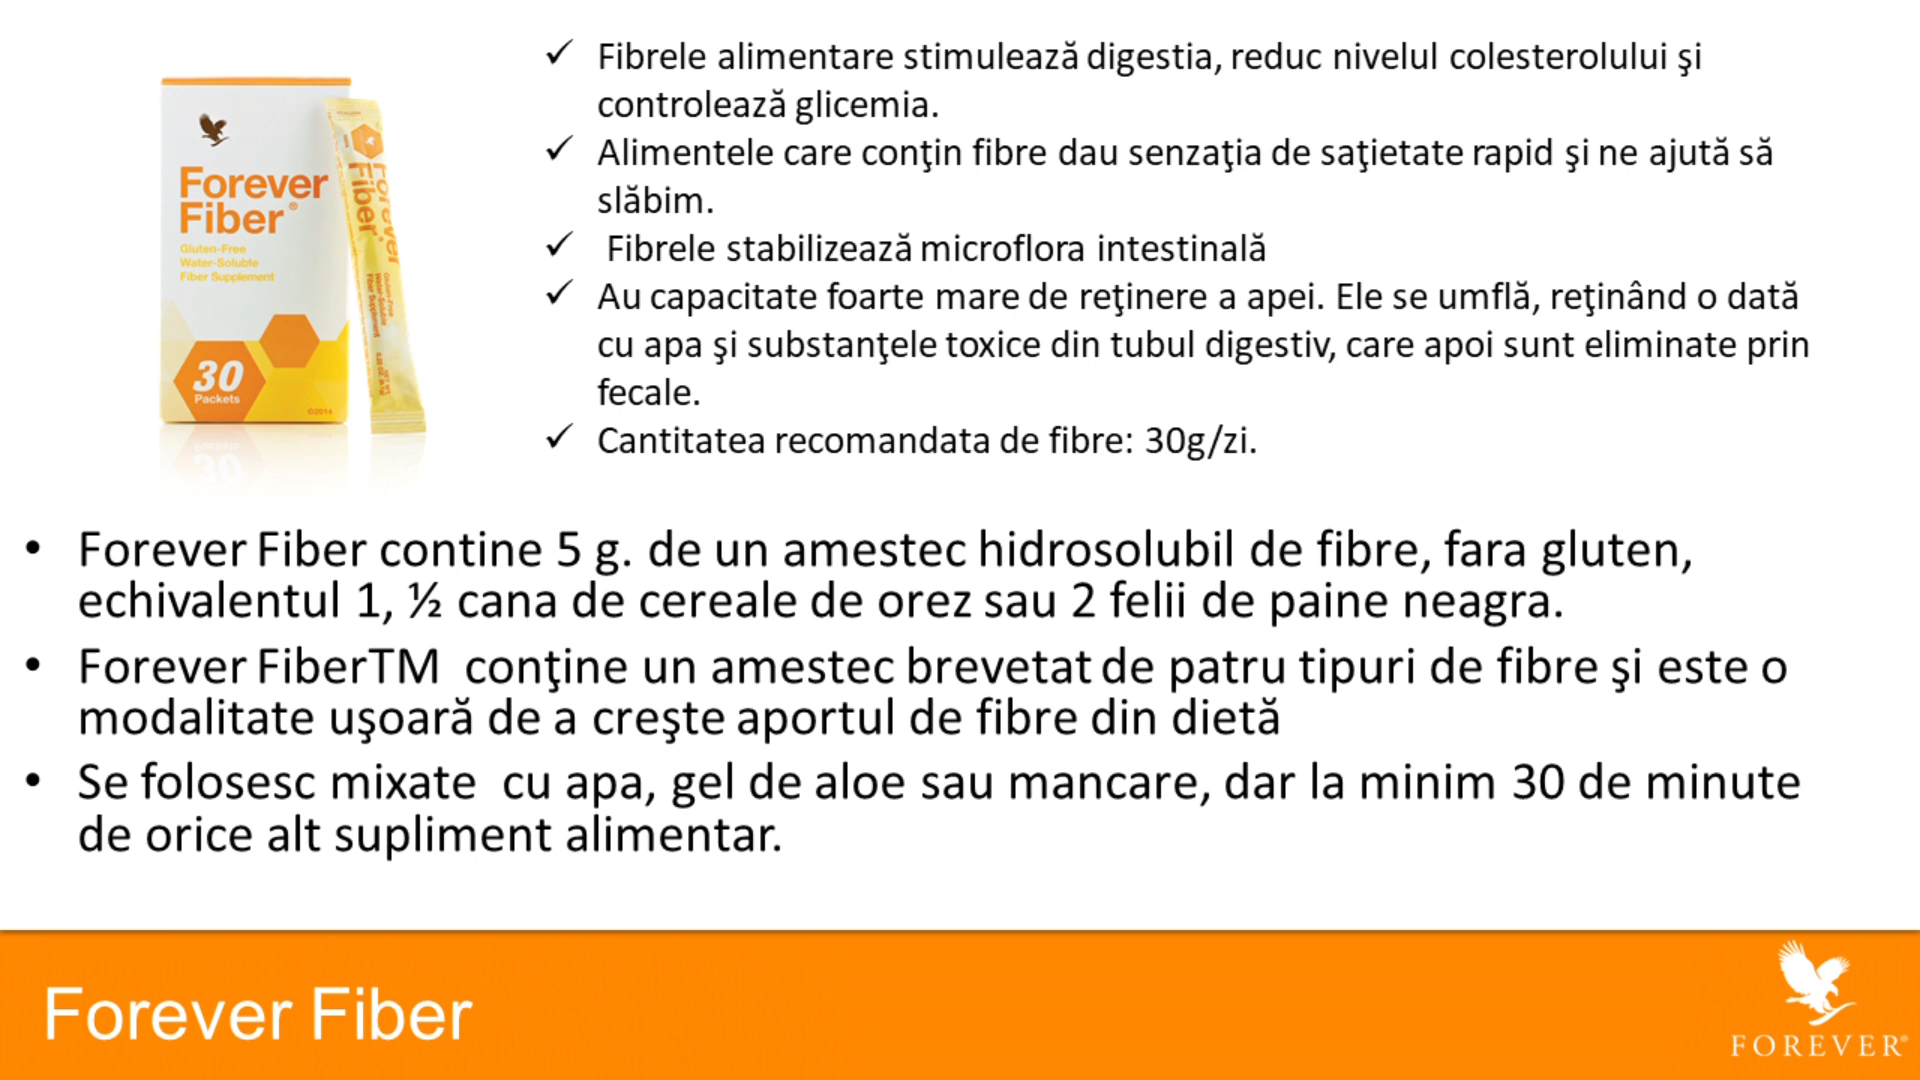 Forever
Fiber®
Gluten-Free
Water-Soluble
Fiber Supplement
30
Packets
©2014
Forever
Fiber
Gluten-Free
Water-Soluble
Fiber Supplement
✓ Fibrele alimentare stimulează digestia, reduc nivelul colesterolului şi
controlează glicemia.
✓ Alimentele care conţin fibre dau senzaţia de saţietate rapid şi ne ajută să
slăbim.
✓ Fibrele stabilizează microflora intestinală
✓ Au capacitate foarte mare de reţinere a apei. Ele se umflă, reţinând o dată
cu apa şi substanţele toxice din tubul digestiv, care apoi sunt eliminate prin
fecale.
✓ Cantitatea recomandata de fibre: 30g/zi.
• Forever Fiber contine 5 g. de un amestec hidrosolubil de fibre, fara gluten,
echivalentul 1, ½ cana de cereale de orez sau 2 felii de paine neagra.
• Forever FiberTM conţine un amestec brevetat de patru tipuri de fibre şi este o
modalitate uşoară de a creşte aportul de fibre din dietă
• Se folosesc mixate cu apa, gel de aloe sau mancare, dar la minim 30 de minute
de orice alt supliment alimentar.
Forever Fiber
FOREVER®